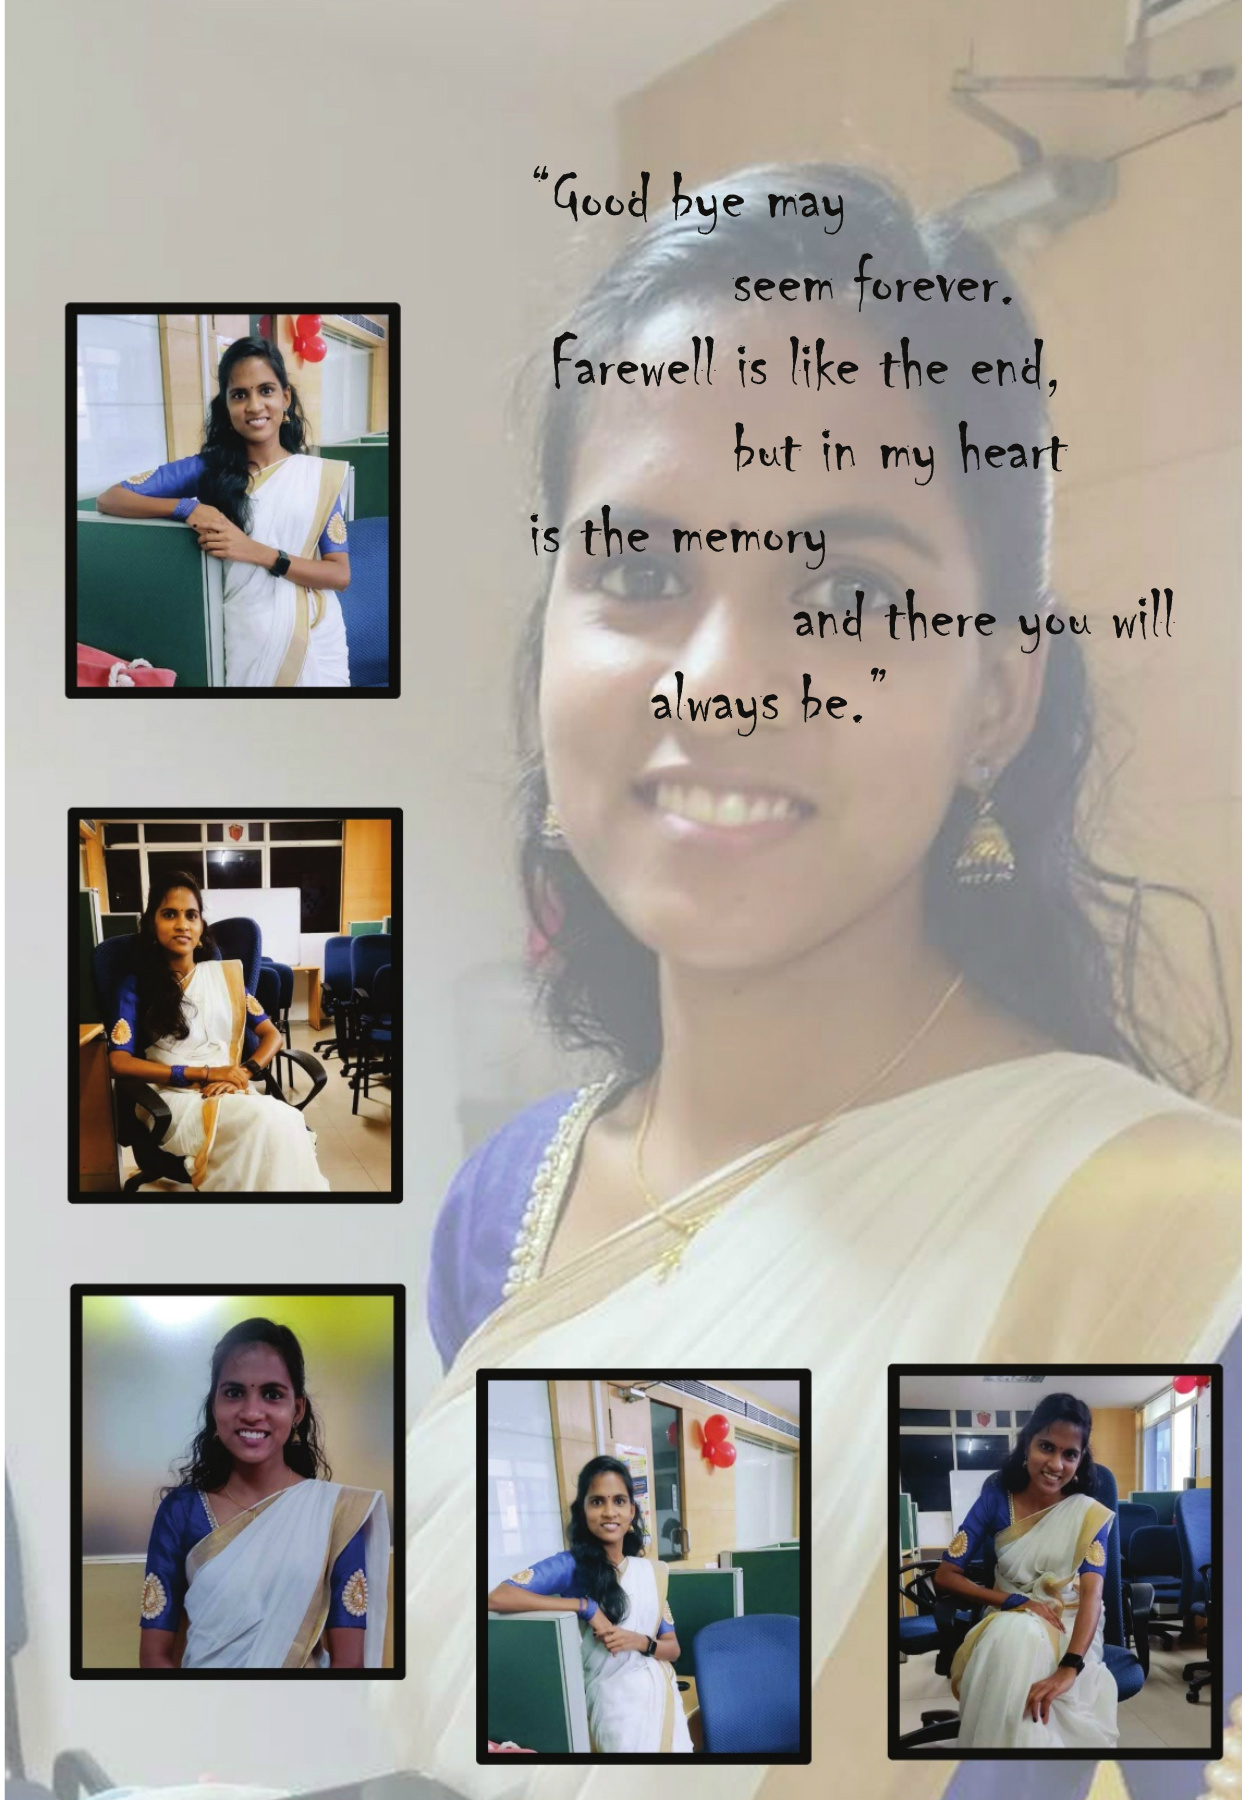 “Good bye may
seem forever.
Farewell is like the end,
but in my heart
is the memory
and there you will
always be.”